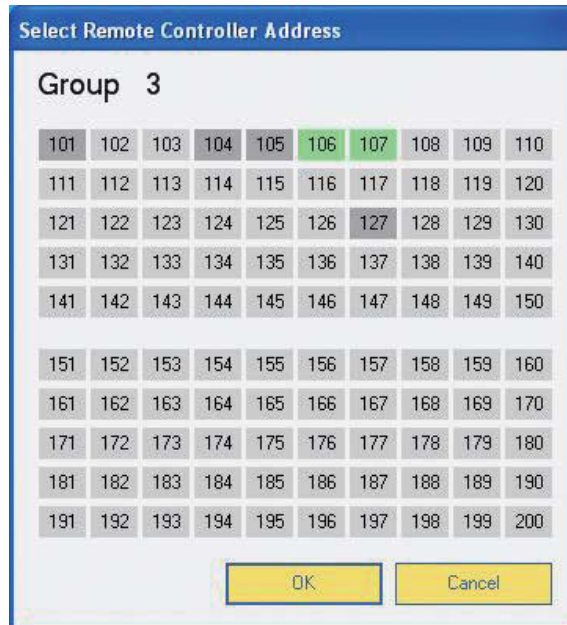 Select Remote Controller Address
Group 3
101 102 103 104 105 106 107 108 109 110
111 112 113 114 115 116 117 118 119 120
121 122 123 124 125 126 127 128 129 130
131 132 133 134 135 136 137 138 139 140
141 142 143 144 145 146 147 148 149 150
151 152 153 154 155 156 157 158 159 160
161 162 163 164 165 166 167 168 169 170
171 172 173 174 175 176 177 178 179 180
181 182 183 184 185 186 187 188 189 190
191 192 193 194 195 196 197 198 199 200
OK Cancel